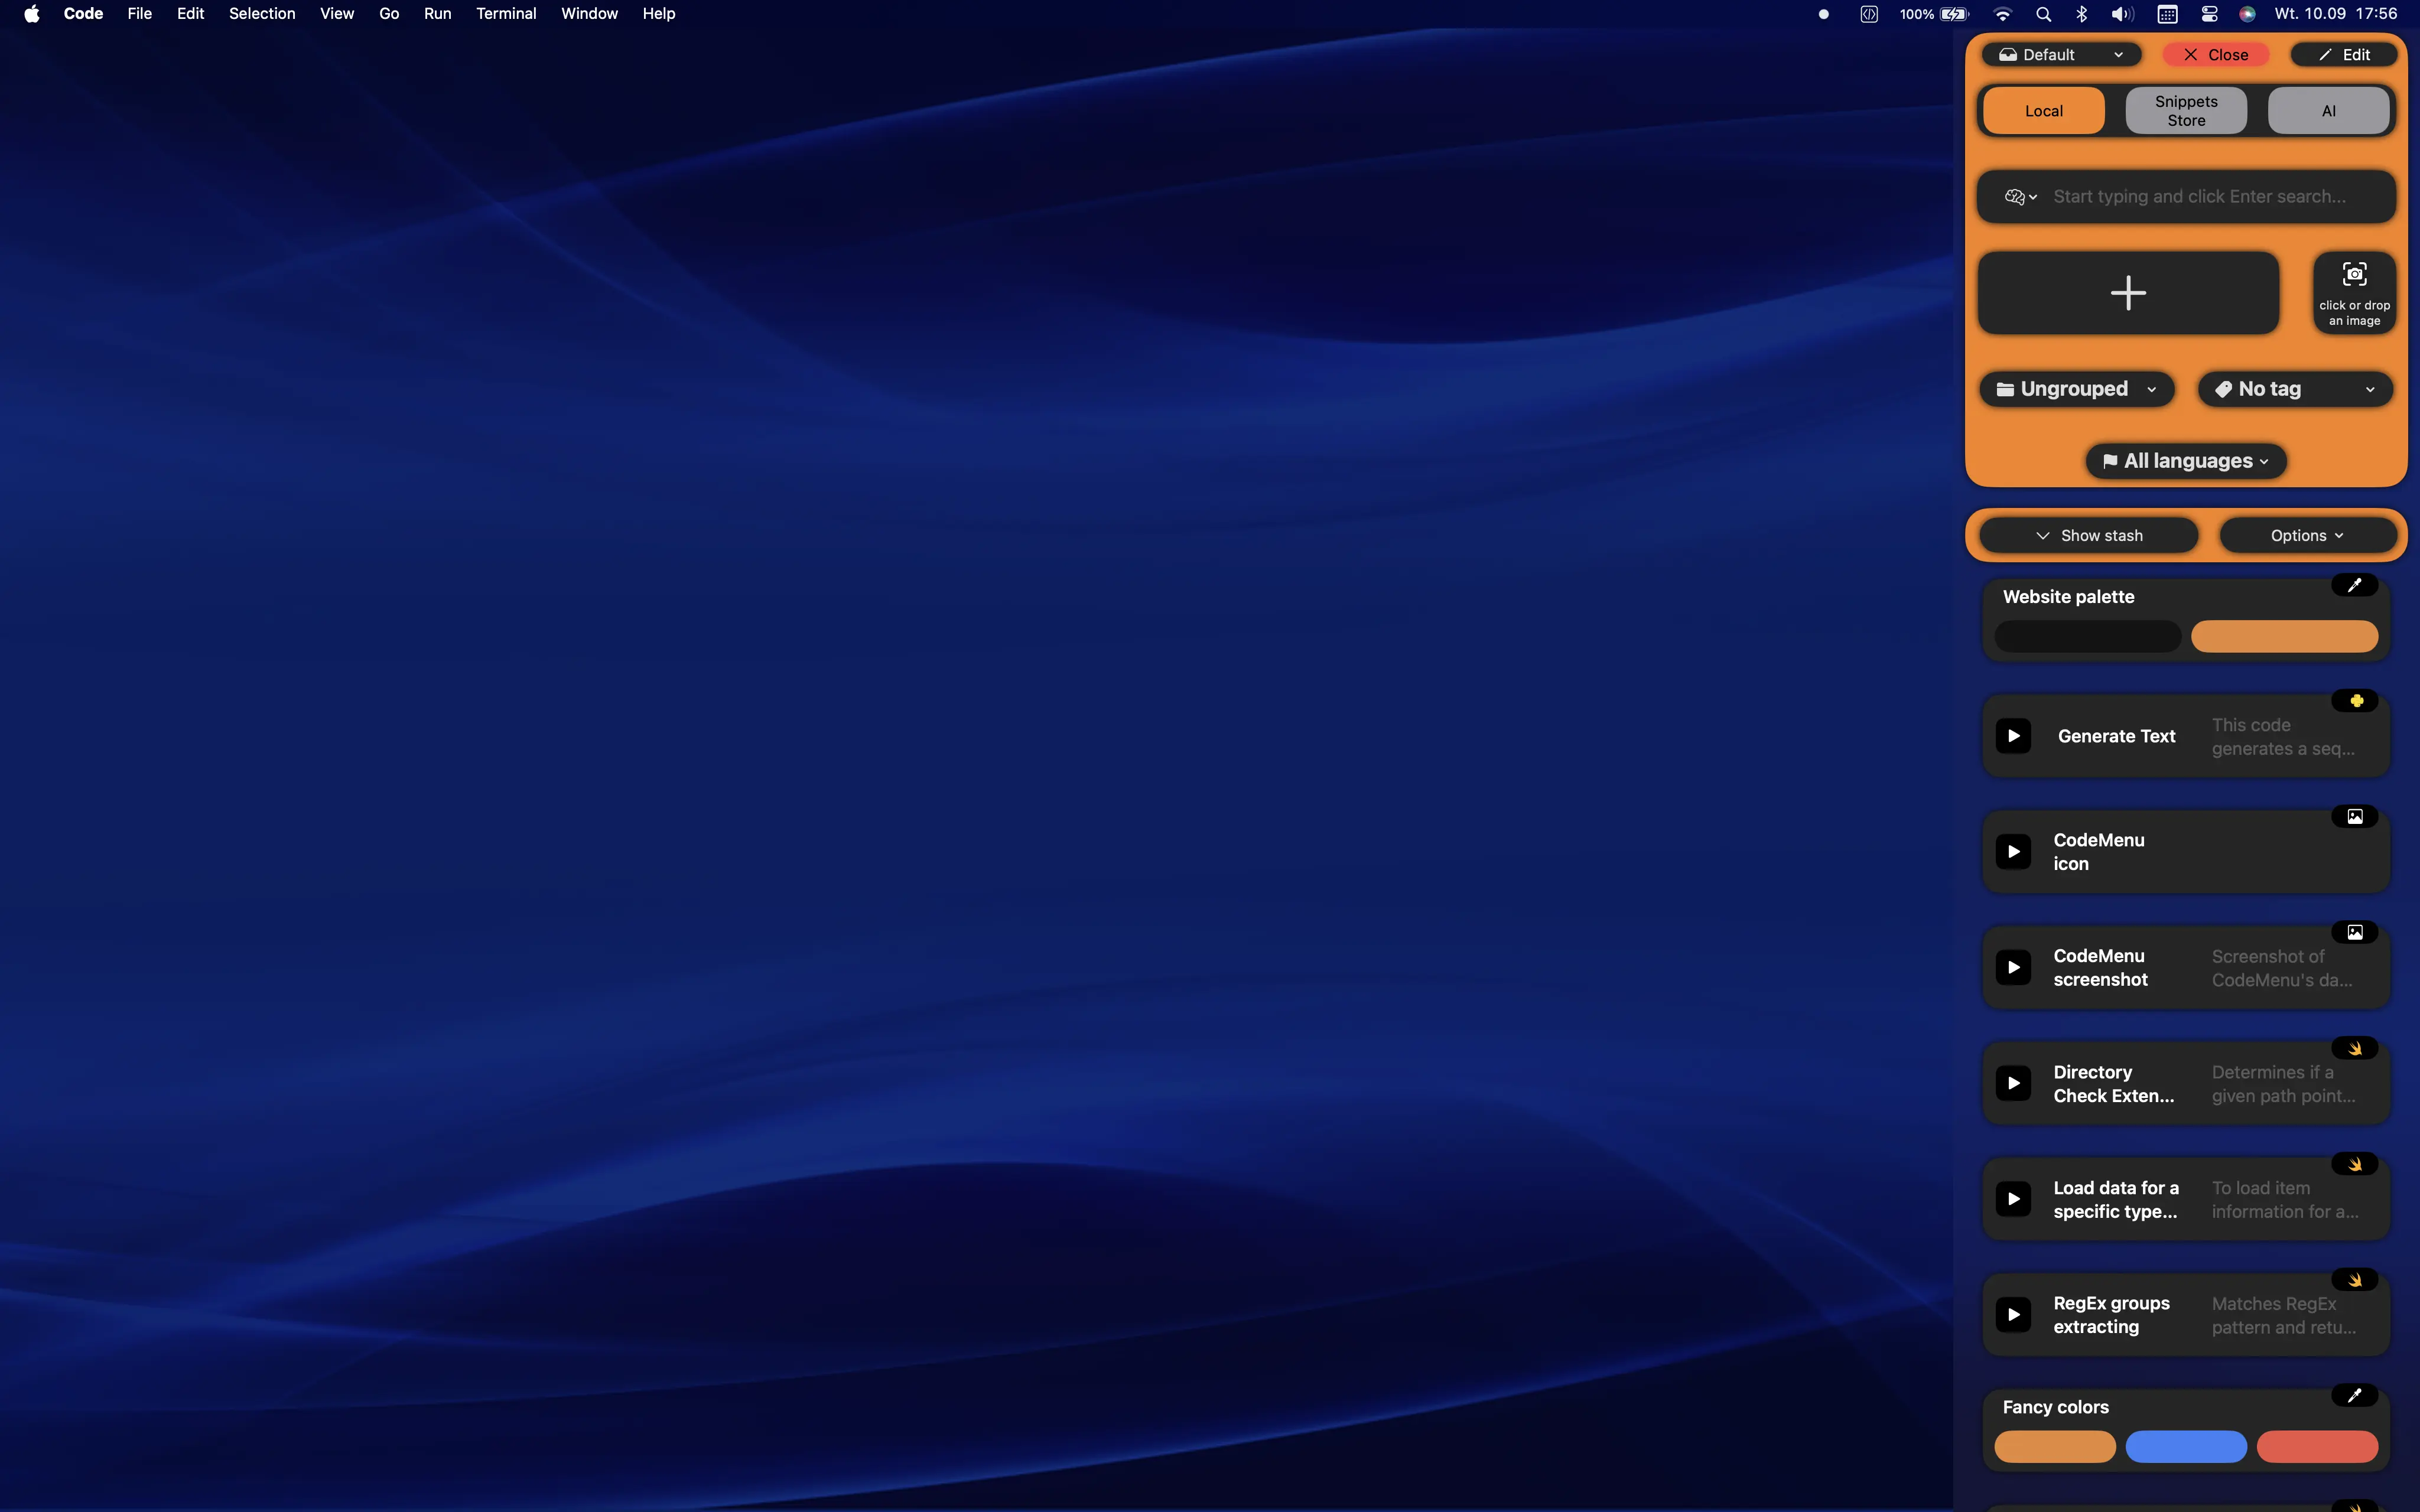 Code File Edit Selection View Go Run Terminal Window Help 100% Wt. 10.09 17:56
Default Close Edit
Local Snippets Store AI
Start typing and click Enter search...
click or drop
an image
Ungrouped No tag
All languages
Show stash Options
Website palette
Generate Text
This code
generates a seq...
CodeMenu
icon
CodeMenu
screenshot
Screenshot of
CodeMenu's da...
Directory
Check Exten...
Determines if a
given path point...
Load data for a
specific type...
To load item
information for a...
RegEx groups
extracting
Matches RegEx
pattern and retu...
Fancy colors